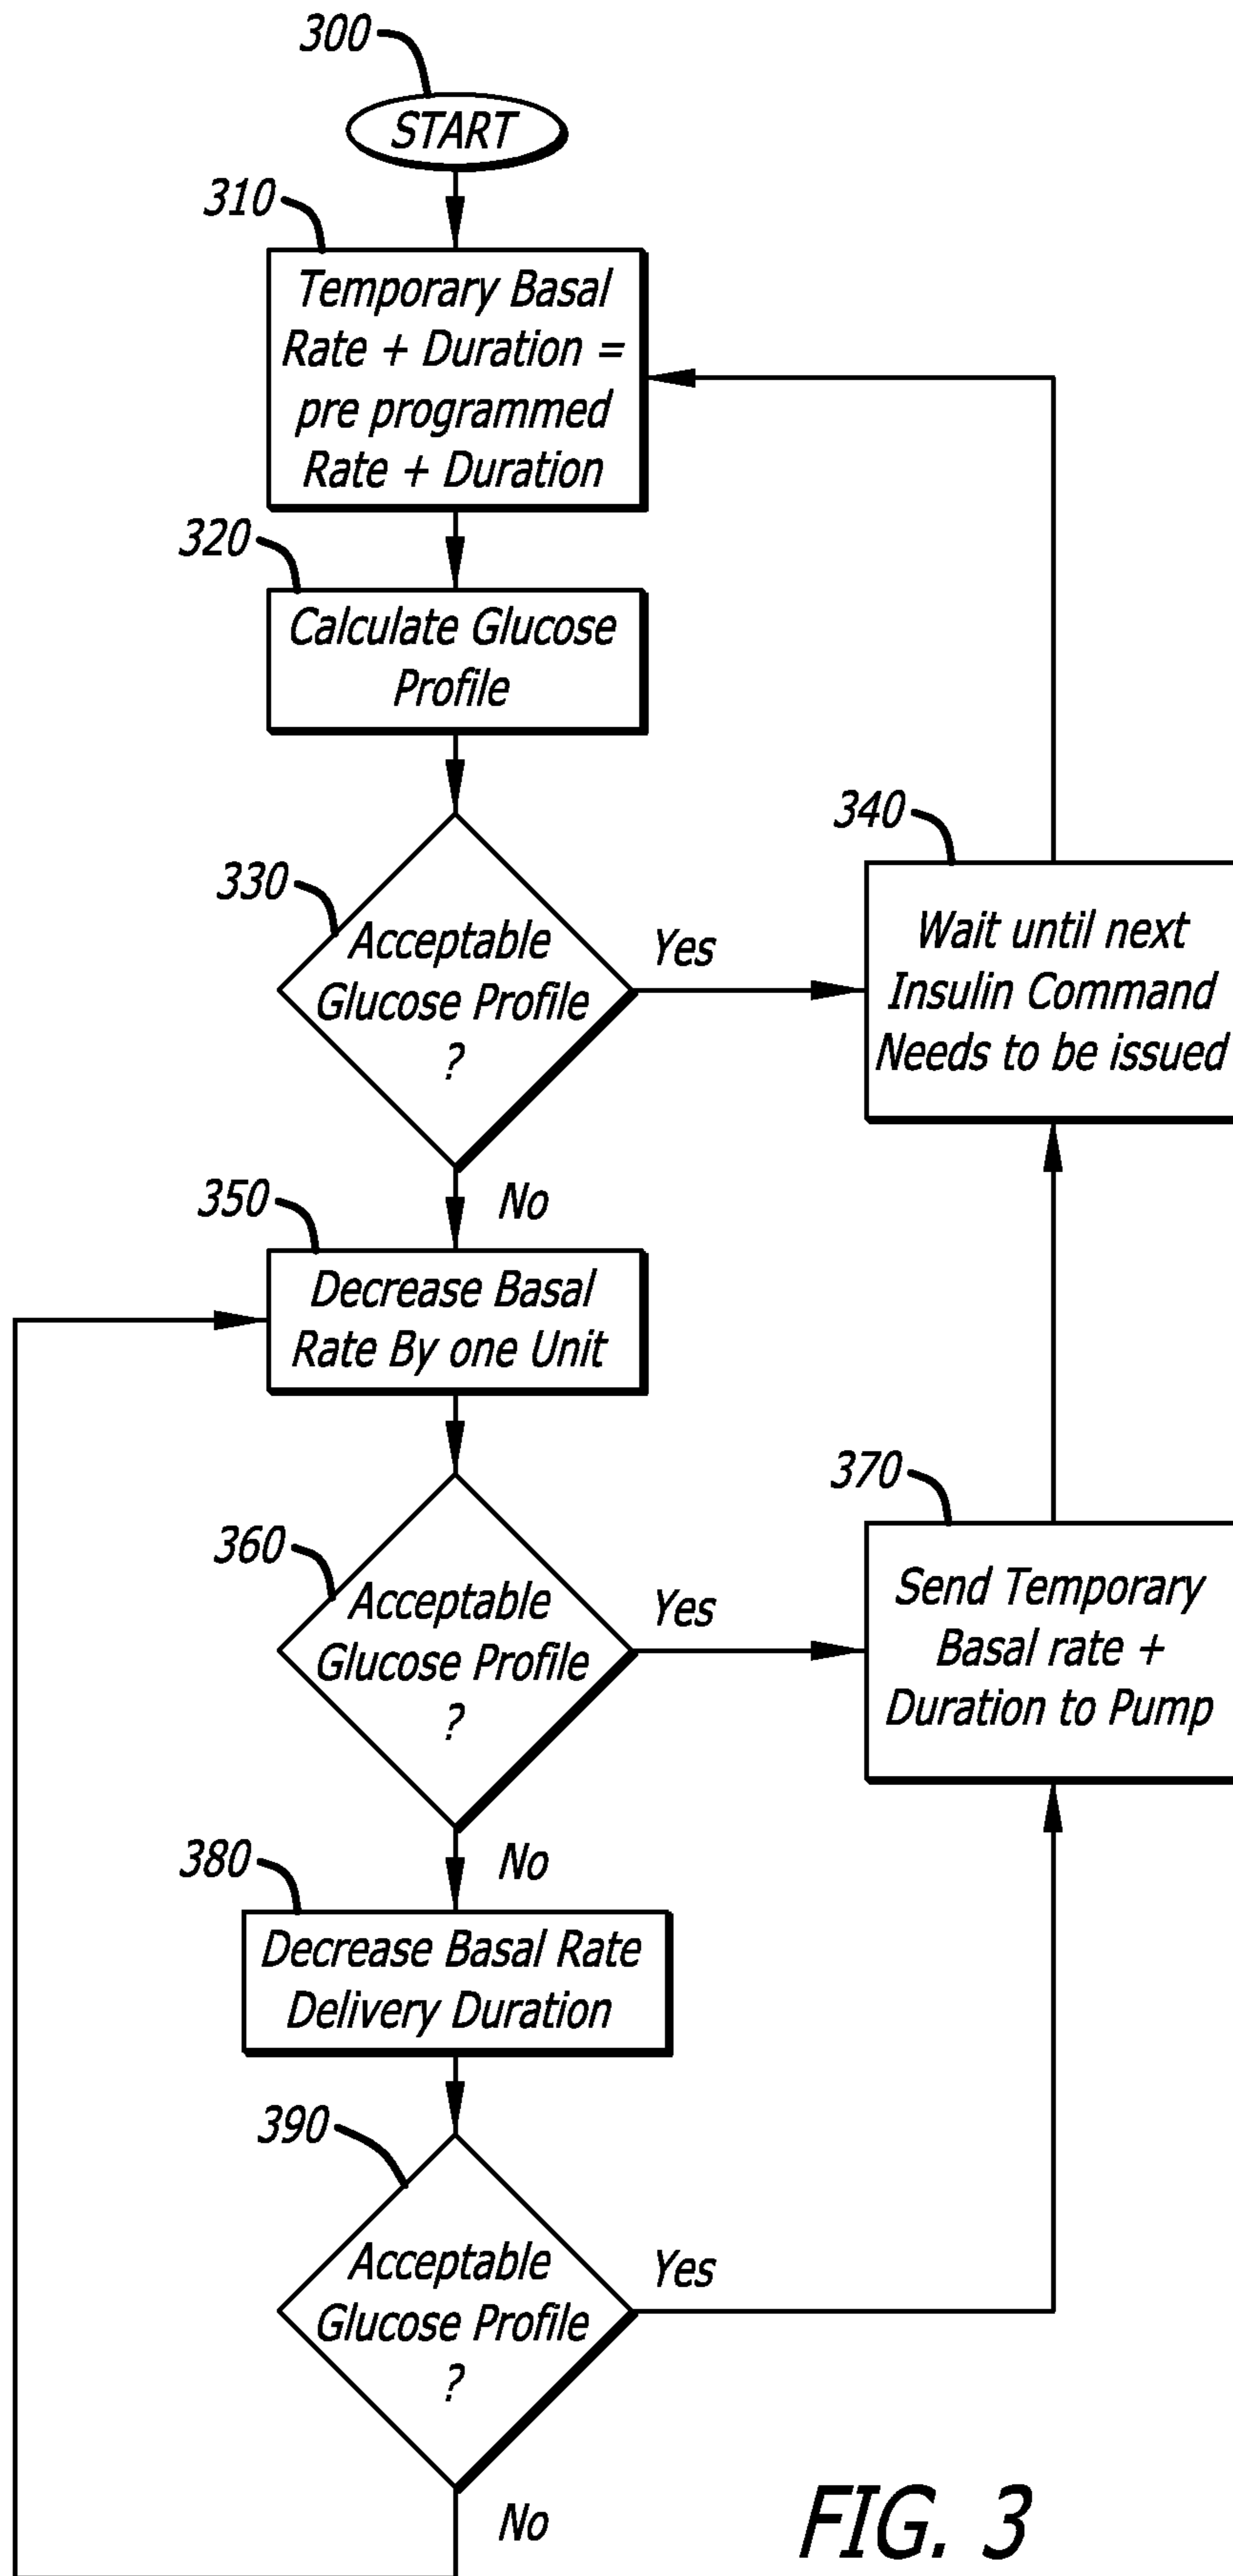 300
START
310
Temporary Basal
Rate + Duration =
pre programmed
Rate + Duration
320
Calculate Glucose
Profile
330
Acceptable
Glucose Profile
?
Yes
340
Wait until next
Insulin Command
Needs to be issued
No
350
Decrease Basal
Rate By one Unit
360
Acceptable
Glucose Profile
?
Yes
370
Send Temporary
Basal rate +
Duration to Pump
No
380
Decrease Basal Rate
Delivery Duration
390
Acceptable
Glucose Profile
?
Yes
No
FIG. 3